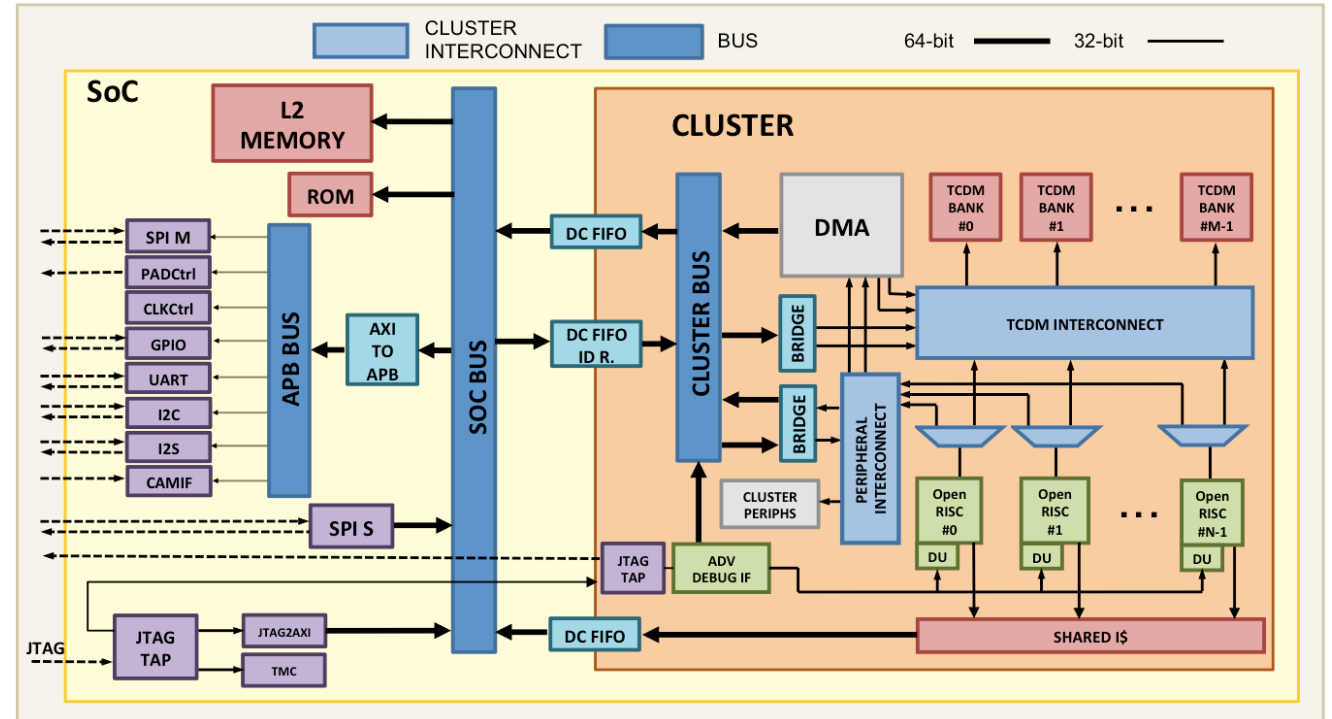 CLUSTER
INTERCONNECT
BUS
64-bit
32-bit
SoC
L2
MEMORY
ROM
SPI M
PADCtrl
CLKCtrl
GPIO
UART
I2C
I2S
CAMIF
APB BUS
AXI
TO
APB
SPI S
JTAG
JTAG
TAP
JTAG2AXI
TMC
SOC BUS
DC FIFO
DC FIFO
ID R.
DC FIFO
CLUSTER
CLUSTER BUS
DMA
BRIDGE
BRIDGE
CLUSTER
PERIPHS
PERIPHERAL
INTERCONNECT
JTAG
TAP
ADV
DEBUG IF
TCDM
BANK
#0
TCDM
BANK
#1
...
TCDM
BANK
#M-1
TCDM INTERCONNECT
Open
RISC
#0
DU
Open
RISC
#1
DU
...
Open
RISC
#N-1
DU
SHARED I$